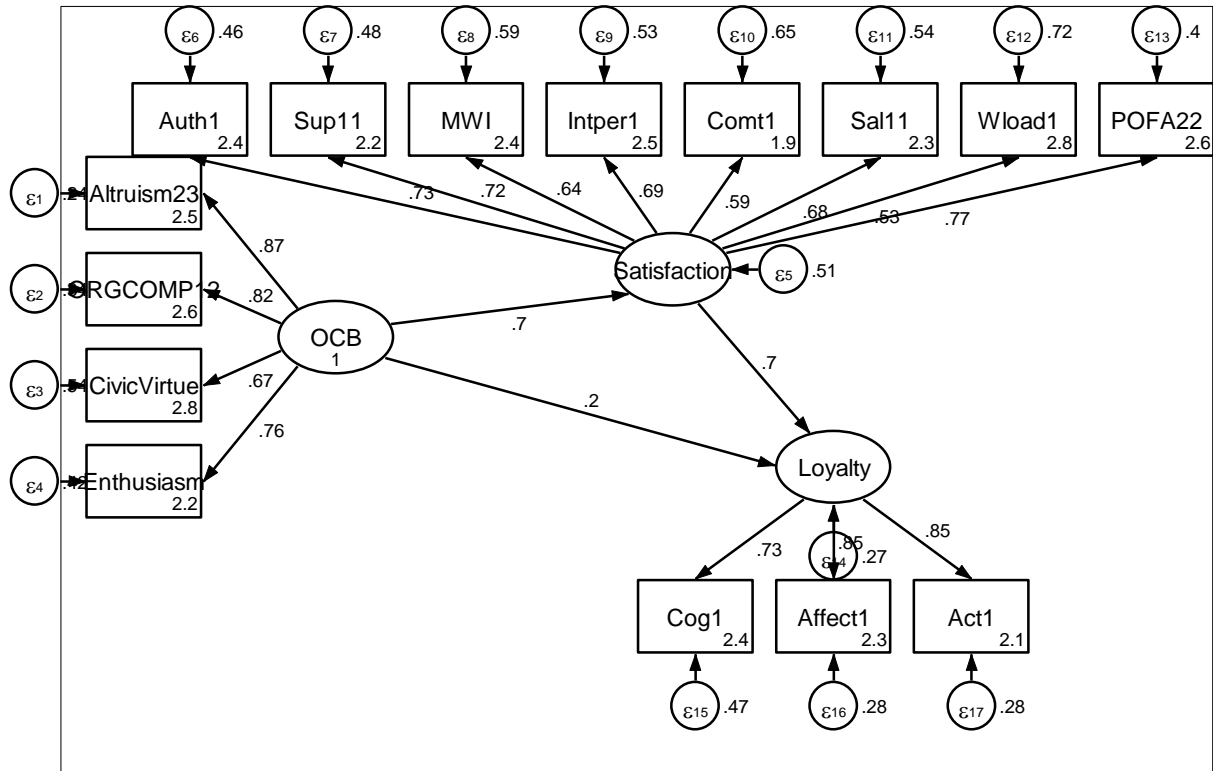 ε6 .46 ε7 .48 ε8 .59 ε9 .53 ε10 .65 ε11 .54 ε12 .72 ε13 .4
Auth1 Sup11 MWI Intper1 Comt1 Sal11 Wload1 POFA22
2.4 2.2 2.4 2.5 1.9 2.3 2.8 2.6
.73 .72 .64 .69 .59 .68 .53 .77
ε1 Altruism23
2.5
.87
Satisfaction ε5 .51
ε2
2.6
.82
OCB
1
.7
ε3 CivicVirtue
2.8
.67
.7
.2
.76
ε4 Enthusiasm
2.2
Loyalty
.73 .85 .85
ε14 .27
Cog1 Affect1 Act1
2.4 2.3 2.1
ε15 .47 ε16 .28 ε17 .28